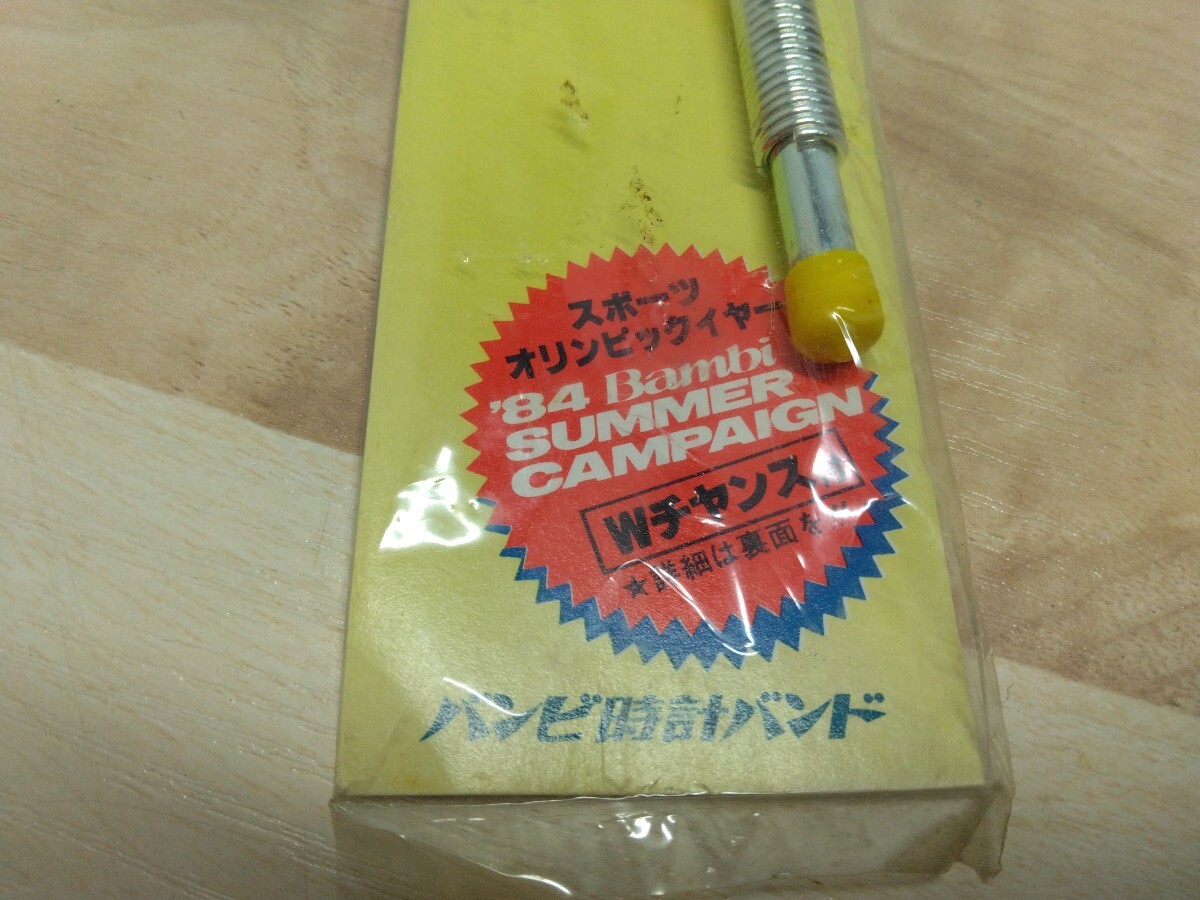 スポーツ
オリンピックイヤー
'84 Bambi
SUMMER
CAMPAIGN
Wチャンス
★詳細は裏面を
バンビ時計バンド